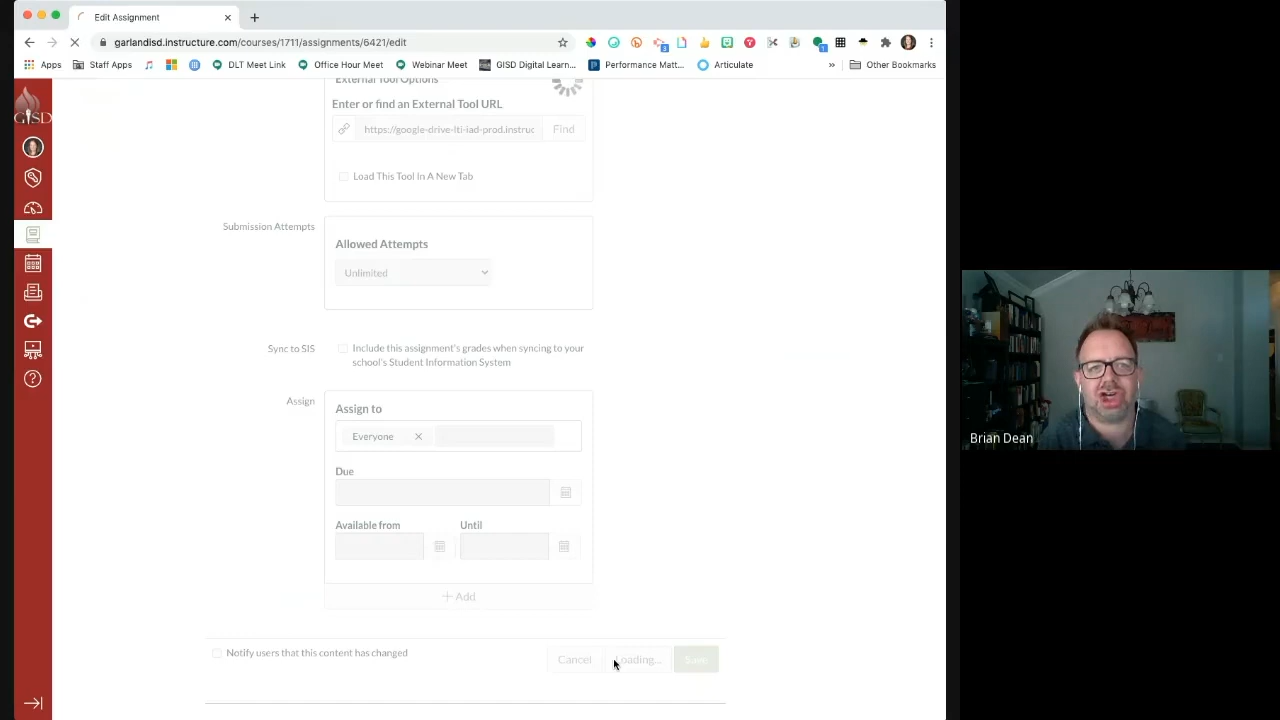 Edit Assignment
garlandisd.instructure.com/courses/1711/assignments/6421/edit
Apps
Staff Apps
DLT Meet Link
Office Hour Meet
Webinar Meet
GISD Digital Learn...
Performance Matt...
Articulate
»
Other Bookmarks
GISD
External Tool Options
Enter or find an External Tool URL
https://google-drive-lti-iad-prod.instruc
Find
Load This Tool In A New Tab
Submission Attempts
Allowed Attempts
Unlimited
Sync to SIS
Include this assignment's grades when syncing to your
school's Student Information System
Assign
Assign to
Everyone
Due
Available from
Until
+ Add
Notify users that this content has changed
Cancel
Loading...
Save
Brian Dean